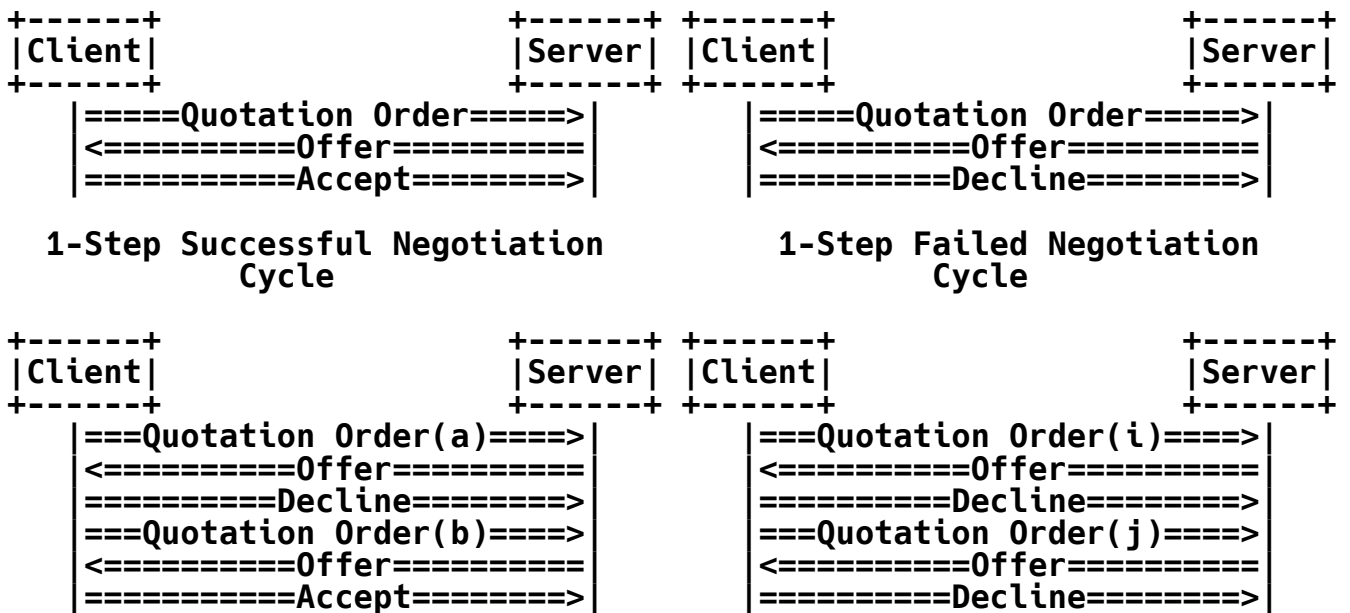 +------+                   +------+ +------+                   +------+
|Client|                   |Server| |Client|                   |Server|
+------+                   +------+ +------+                   +------+
   |=====Quotation Order=====>|        |=====Quotation Order=====>|
   |<==========Offer==========|        |<==========Offer==========|
   |===========Accept========>|        |==========Decline========>|

  1-Step Successful Negotiation         1-Step Failed Negotiation
            Cycle                               Cycle

+------+                   +------+ +------+                   +------+
|Client|                   |Server| |Client|                   |Server|
+------+                   +------+ +------+                   +------+
   |===Quotation Order(a)====>|        |===Quotation Order(i)====>|
   |<==========Offer==========|        |<==========Offer==========|
   |==========Decline========>|        |==========Decline========>|
   |===Quotation Order(b)====>|        |===Quotation Order(j)====>|
   |<==========Offer==========|        |<==========Offer==========|
   |===========Accept========>|        |==========Decline========>|